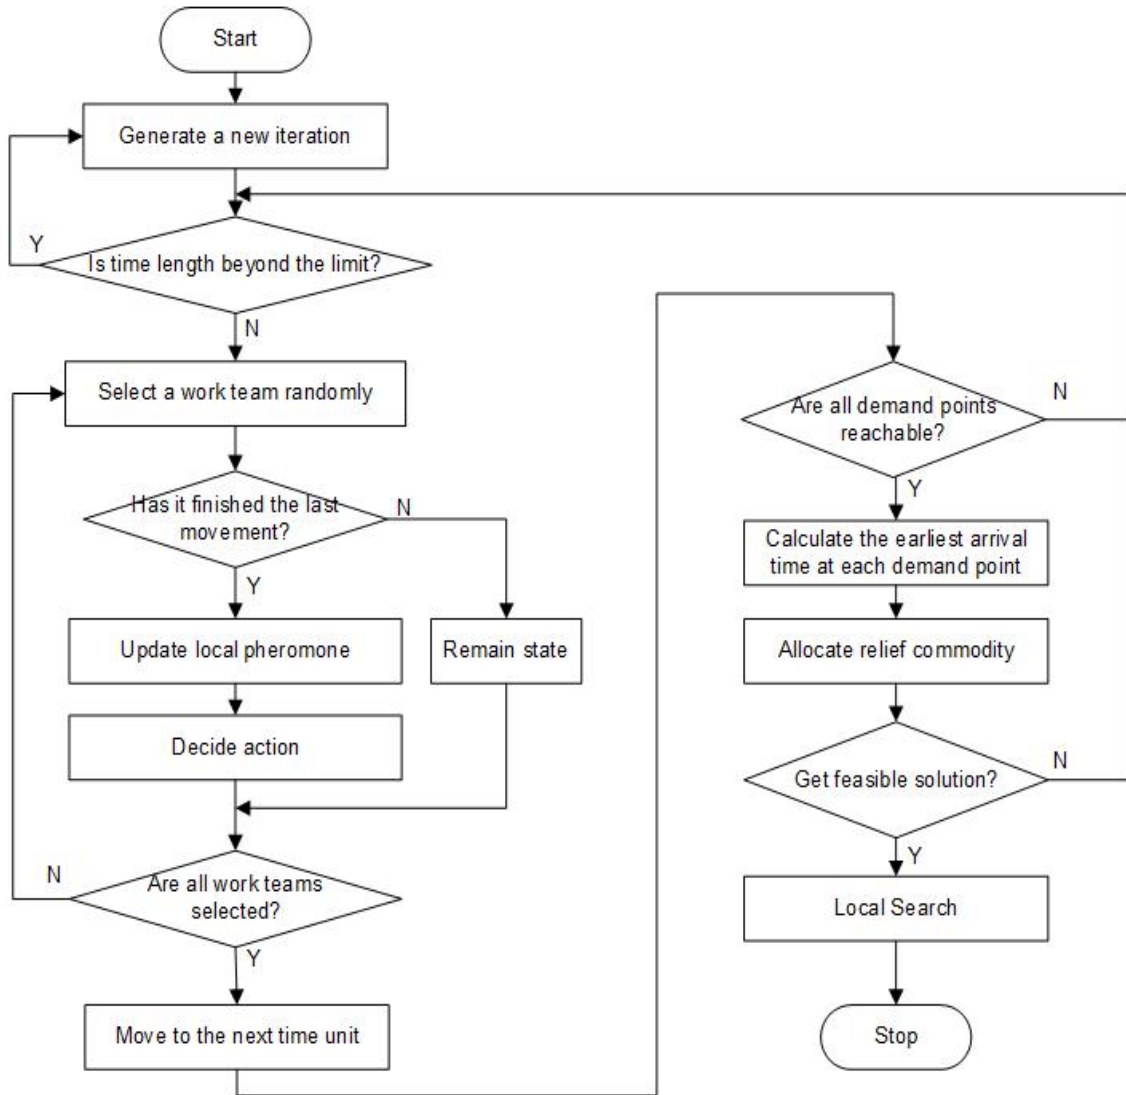 Start
Generate a new iteration
Y
Is time length beyond the limit?
N
Select a work team randomly
Has it finished the last
movement?
N
Y
Update local pheromone
Remain state
Decide action
N
Are all work teams
selected?
Y
Move to the next time unit
Are all demand points
reachable?
N
Y
Calculate the earliest arrival
time at each demand point
Allocate relief commodity
Get feasible solution?
N
Y
Local Search
Stop